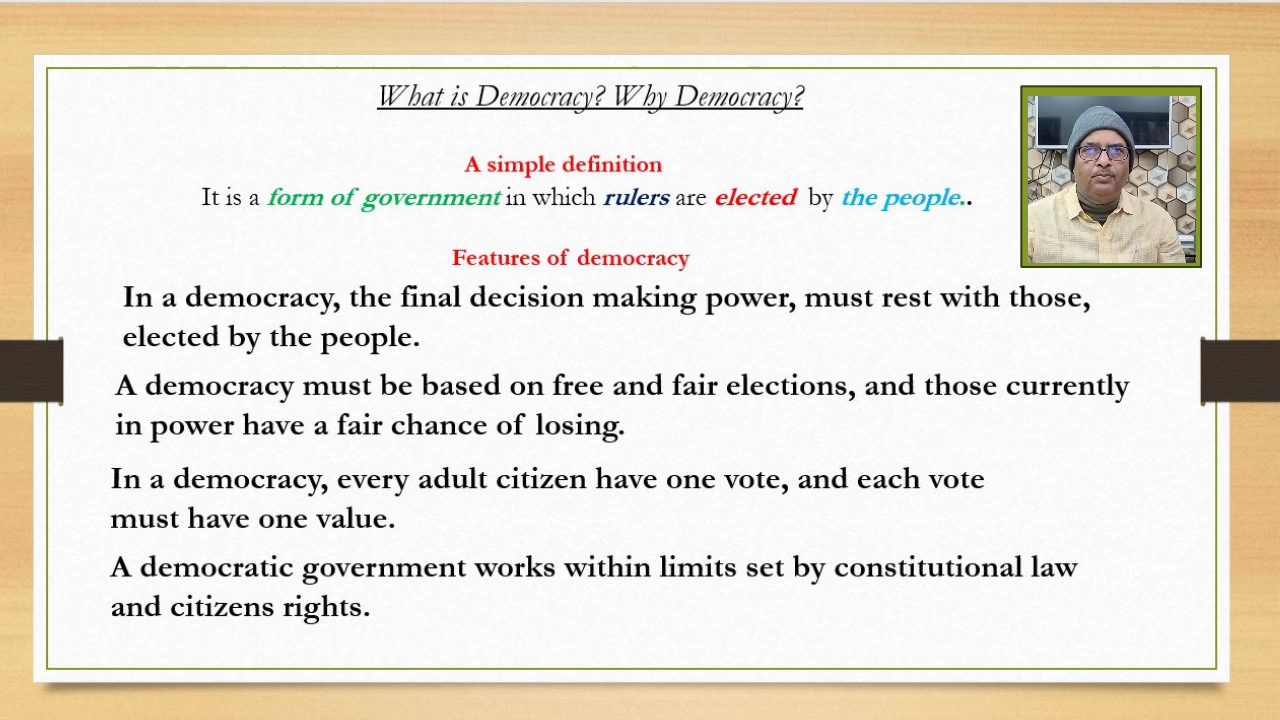 What is Democracy? Why Democracy?
A simple definition
It is a form of government in which rulers are elected by the people..
Features of democracy
In a democracy, the final decision making power, must rest with those,
elected by the people.
A democracy must be based on free and fair elections, and those currently
in power have a fair chance of losing.
In a democracy, every adult citizen have one vote, and each vote
must have one value.
A democratic government works within limits set by constitutional law
and citizens rights.